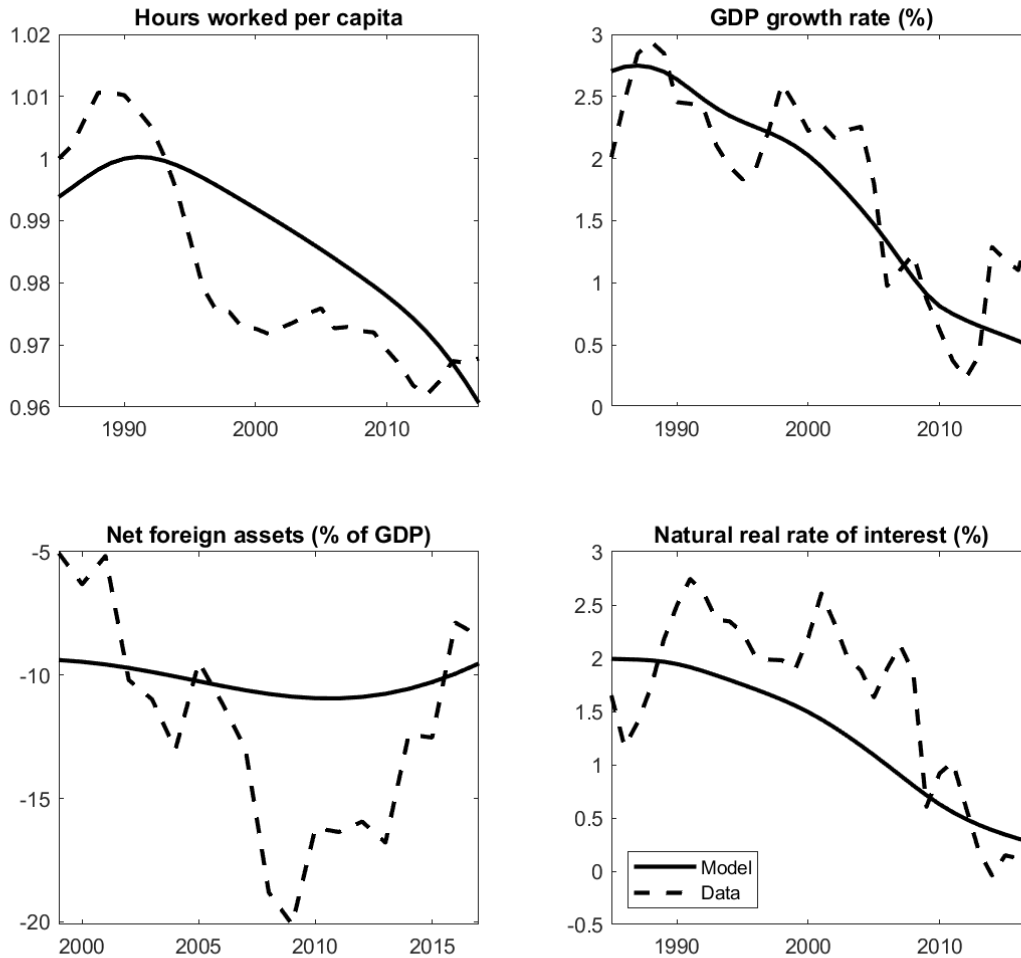 Hours worked per capita
1.02
1.01
1
0.99
0.98
0.97
0.96
1990 2000 2010
GDP growth rate (%)
3
2.5
2
1.5
1
0.5
0
1990 2000 2010
Net foreign assets (% of GDP)
-5
-10
-15
-20
2000 2005 2010 2015
Natural real rate of interest (%)
3
2.5
2
1.5
1
0.5
0
-0.5
Model
Data
1990 2000 2010